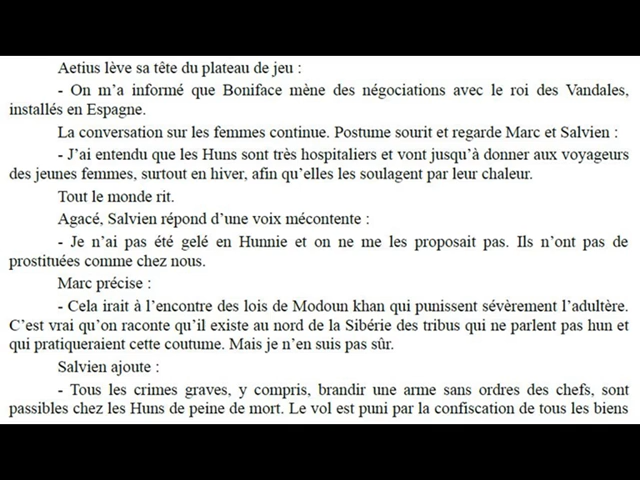 Aetius lève sa tête du plateau de jeu :
- On m'a informé que Boniface mène des négociations avec le roi des Vandales,
installés en Espagne.
La conversation sur les femmes continue. Postume sourit et regarde Marc et Salvien :
- J'ai entendu que les Huns sont très hospitaliers et vont jusqu'à donner aux voyageurs
des jeunes femmes, surtout en hiver, afin qu'elles les soulagent par leur chaleur.
Tout le monde rit.
Agacé, Salvien répond d'une voix mécontente :
- Je n'ai pas été gelé en Hunnie et on ne me les proposait pas. Ils n'ont pas de
prostituées comme chez nous.
Marc précise :
- Cela irait à l'encontre des lois de Modoun khan qui punissent sévèrement l'adultère.
C'est vrai qu'on raconte qu'il existe au nord de la Sibérie des tribus qui ne parlent pas hun et
qui pratiqueraient cette coutume. Mais je n'en suis pas sûr.
Salvien ajoute :
- Tous les crimes graves, y compris, brandir une arme sans ordres des chefs, sont
passibles chez les Huns de peine de mort. Le vol est puni par la confiscation de tous les biens